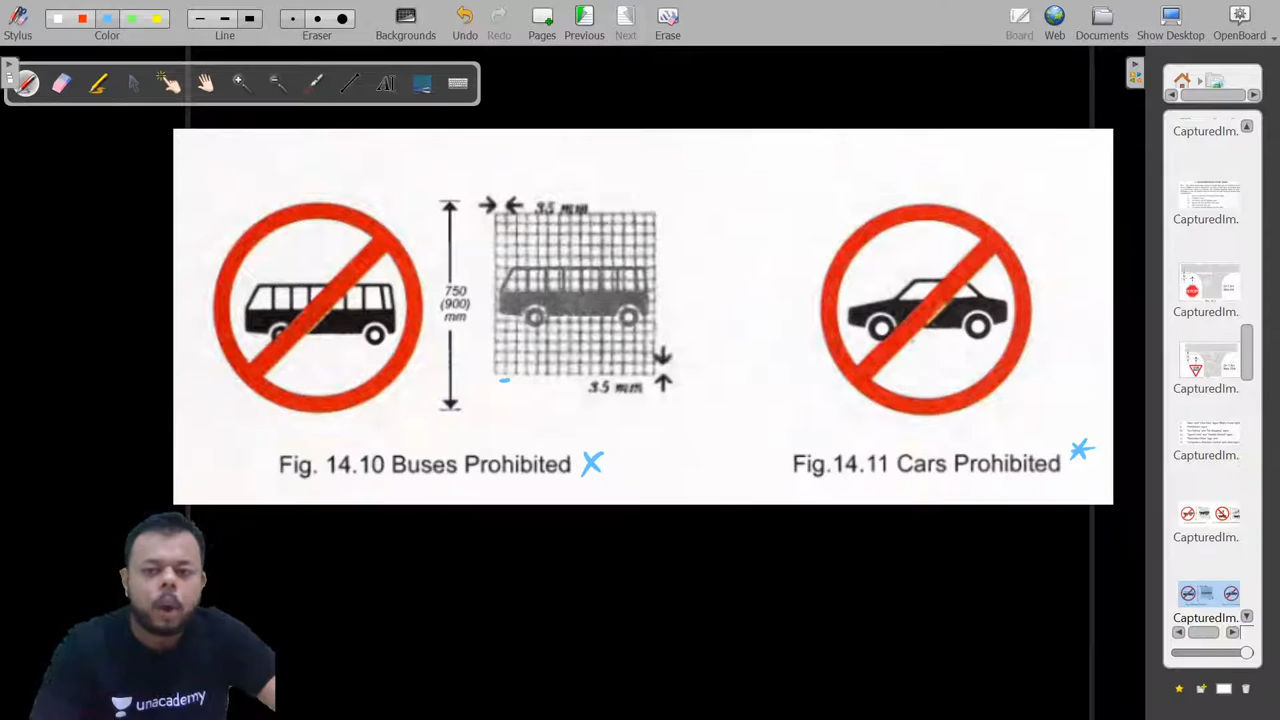 Stylus
Color
Line
Eraser
Backgrounds
Undo
Redo
Pages
Previous
Next
Erase
Board
Web
Documents
Show Desktop
OpenBoard
35 mm
750
(900)
mm
35 mm
Fig. 14.10 Buses Prohibited
Fig.14.11 Cars Prohibited
unacademy
CapturedIm.
CapturedIm.
STOP
CapturedIm.
CapturedIm.
CapturedIm.
CapturedIm.
CapturedIm.